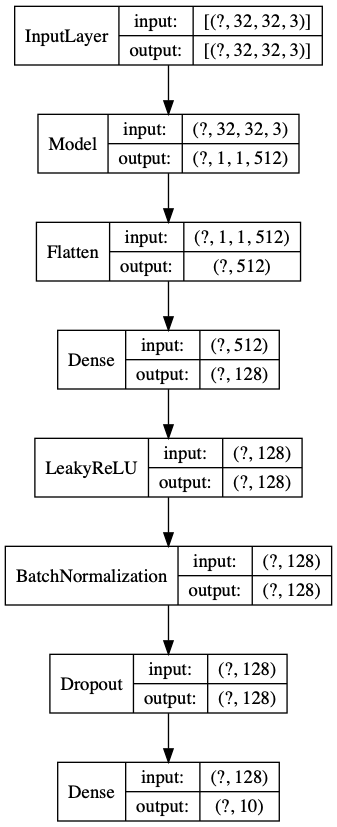 InputLayer
input: [(?, 32, 32, 3)]
output: [(?, 32, 32, 3)]
Model
input: (?, 32, 32, 3)
output: (?, 1, 1, 512)
Flatten
input: (?, 1, 1, 512)
output: (?, 512)
Dense
input: (?, 512)
output: (?, 128)
LeakyReLU
input: (?, 128)
output: (?, 128)
BatchNormalization
input: (?, 128)
output: (?, 128)
Dropout
input: (?, 128)
output: (?, 128)
Dense
input: (?, 128)
output: (?, 10)